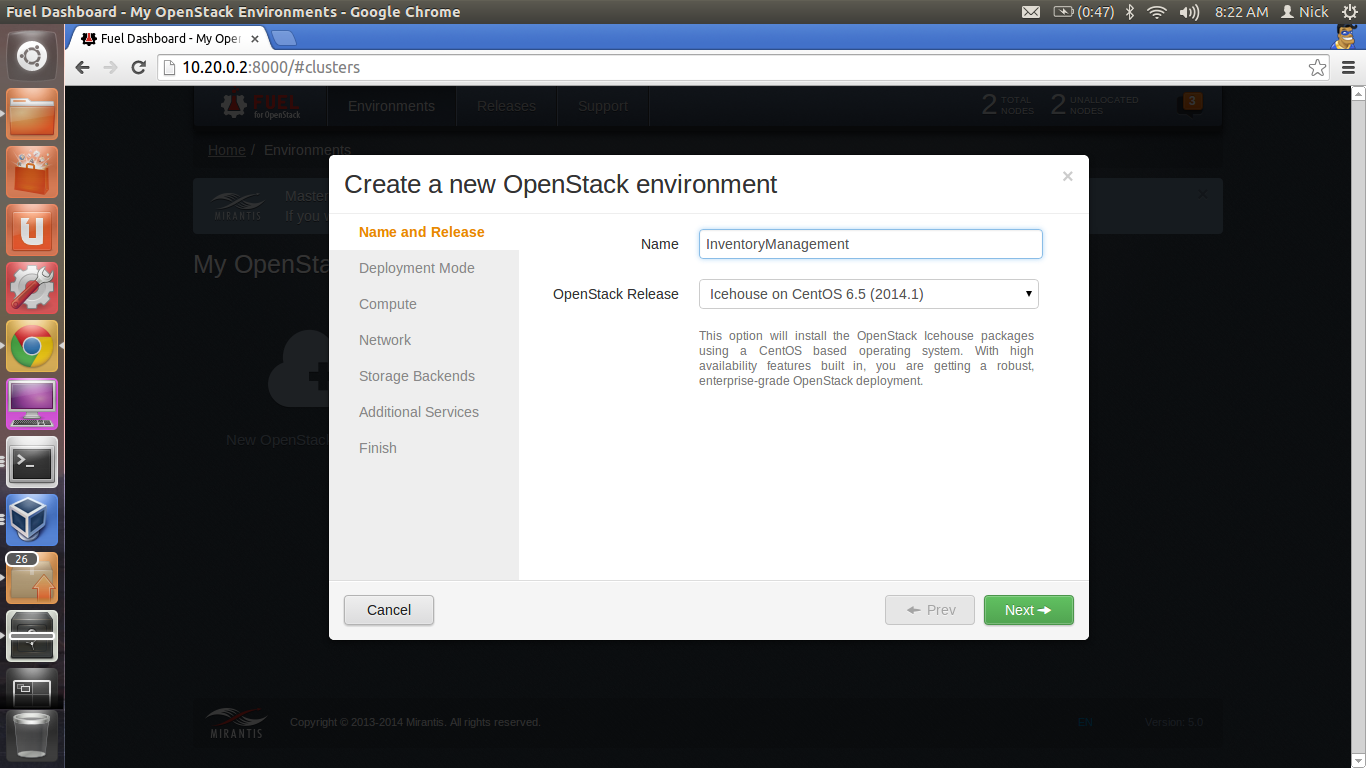 Fuel Dashboard - My OpenStack Environments - Google Chrome
(0:47) 8:22 AM Nick
Fuel Dashboard - My Oper
10.20.0.2:8000/#clusters
FUEL
for OpenStack
Environments
Releases
Support
2 TOTAL NODES
2 UNALLOCATED NODES
3
Home / Environments
MIRANTIS
Master
If you
My OpenSta
New OpenStack
Create a new OpenStack environment
×
Name and Release
Deployment Mode
Compute
Network
Storage Backends
Additional Services
Finish
Name
InventoryManagement
OpenStack Release
Icehouse on CentOS 6.5 (2014.1)
This option will install the OpenStack Icehouse packages
using a CentOS based operating system. With high
availability features built in, you are getting a robust,
enterprise-grade OpenStack deployment.
Cancel
Prev
Next
26
MIRANTIS
Copyright © 2013-2014 Mirantis. All rights reserved.
EN
Version: 5.0